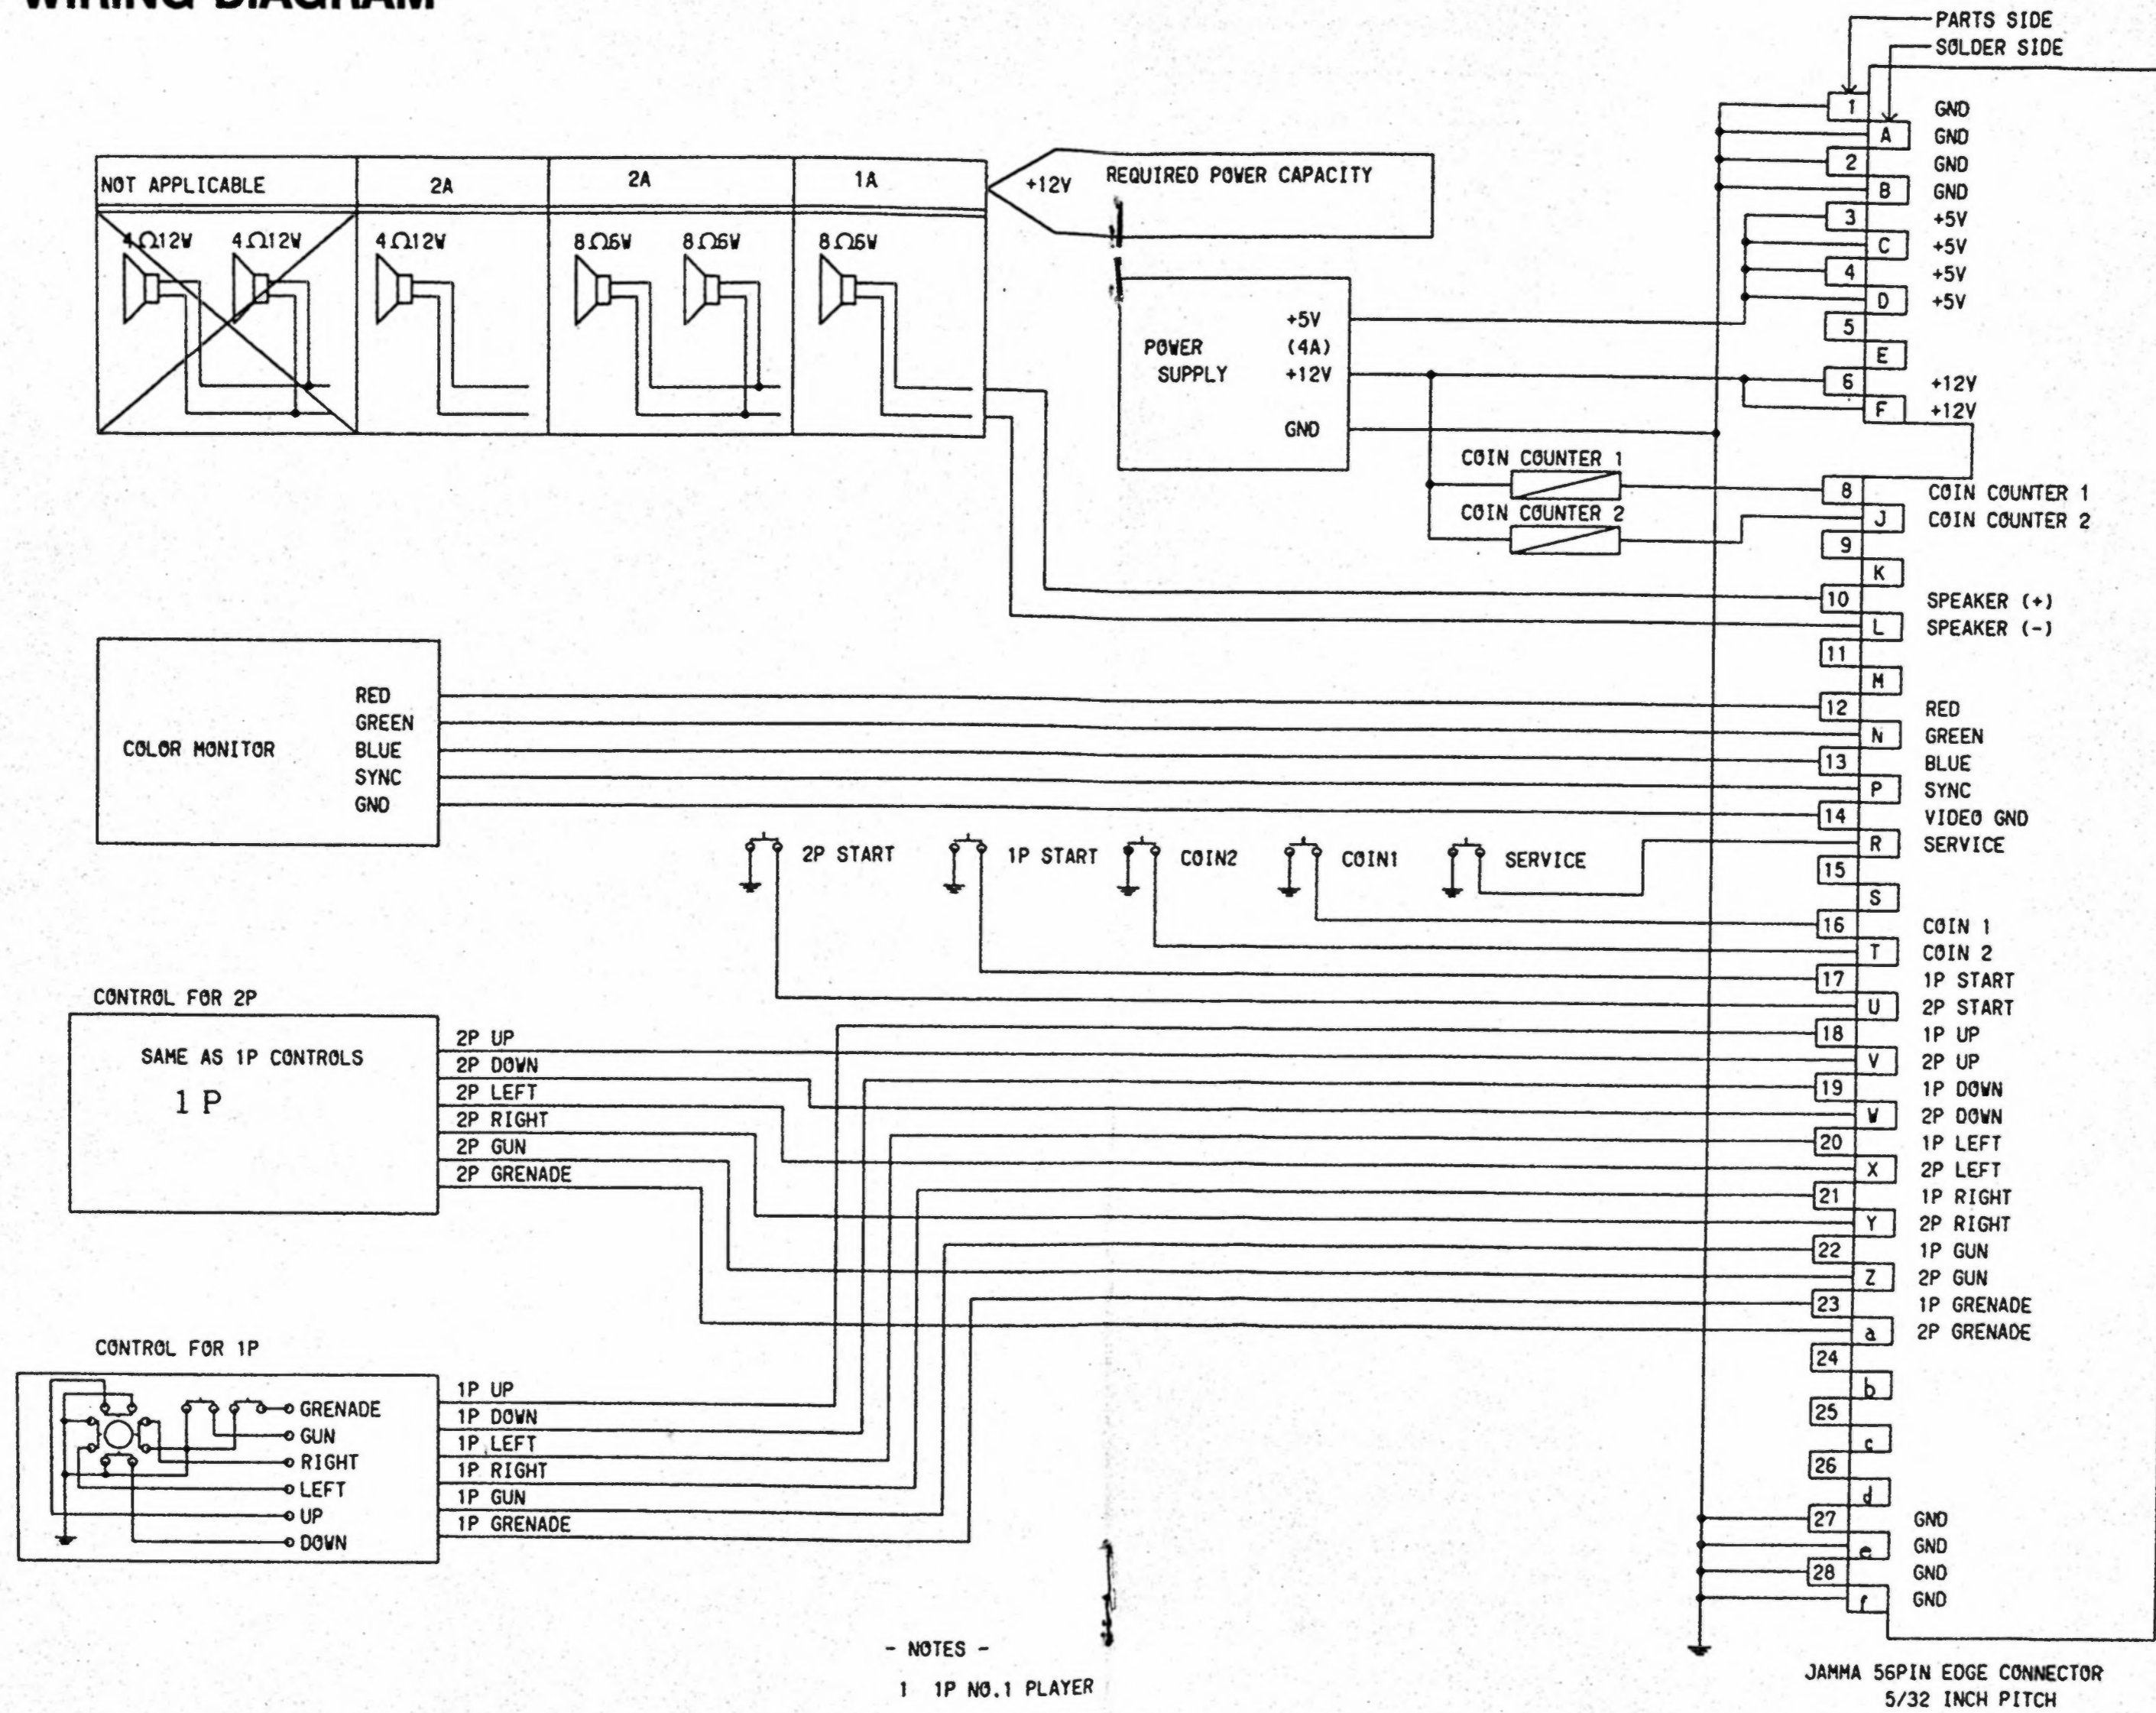 WIRING DIAGRAM
PARTS SIDE
SOLDER SIDE
NOT APPLICABLE
2A
2A
1A
+12V
REQUIRED POWER CAPACITY
4Ω12W
4Ω12W
4Ω12W
8Ω6W
8Ω6W
8Ω6W
POWER
SUPPLY
+5V
(4A)
+12V
GND
COIN COUNTER 1
COIN COUNTER 2
COLOR MONITOR
RED
GREEN
BLUE
SYNC
GND
2P START
1P START
COIN2
COIN1
SERVICE
CONTROL FOR 2P
SAME AS 1P CONTROLS
1 P
2P UP
2P DOWN
2P LEFT
2P RIGHT
2P GUN
2P GRENADE
CONTROL FOR 1P
GRENADE
GUN
RIGHT
LEFT
UP
DOWN
1P UP
1P DOWN
1P LEFT
1P RIGHT
1P GUN
1P GRENADE
1 GND
A GND
2 GND
B GND
3 +5V
C +5V
4 +5V
D +5V
5
E
6 +12V
F +12V
8 COIN COUNTER 1
J COIN COUNTER 2
9
K
10 SPEAKER (+)
L SPEAKER (-)
11
M
12 RED
N GREEN
13 BLUE
P SYNC
14 VIDEO GND
R SERVICE
15
S
16 COIN 1
T COIN 2
17 1P START
U 2P START
18 1P UP
V 2P UP
19 1P DOWN
W 2P DOWN
20 1P LEFT
X 2P LEFT
21 1P RIGHT
Y 2P RIGHT
22 1P GUN
Z 2P GUN
23 1P GRENADE
a 2P GRENADE
24
b
25
c
26
d
27 GND
e GND
28 GND
f GND
- NOTES -
1 1P NO.1 PLAYER
JAMMA 56PIN EDGE CONNECTOR
5/32 INCH PITCH